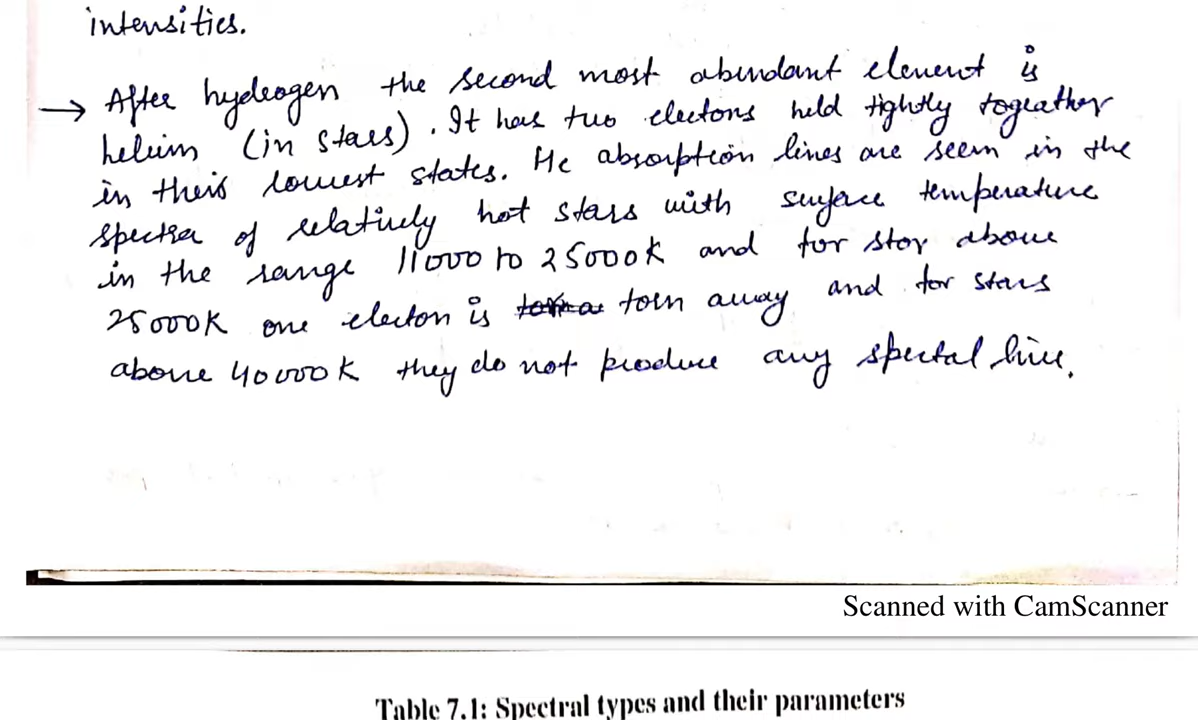 intensities.
→ After hydrogen the second most abundant element is
helium (in stars). It has two electons held tightly togeather
in their lowest states. He absorption lines are seem in the
spectra of relatively hot stars with surface temperature
in the range 11000 to 25000K and for stor above
25000K one electon is torn away and for stars
above 40000K they do not produce any spectal line.
Scanned with CamScanner
Table 7.1: Spectral types and their parameters